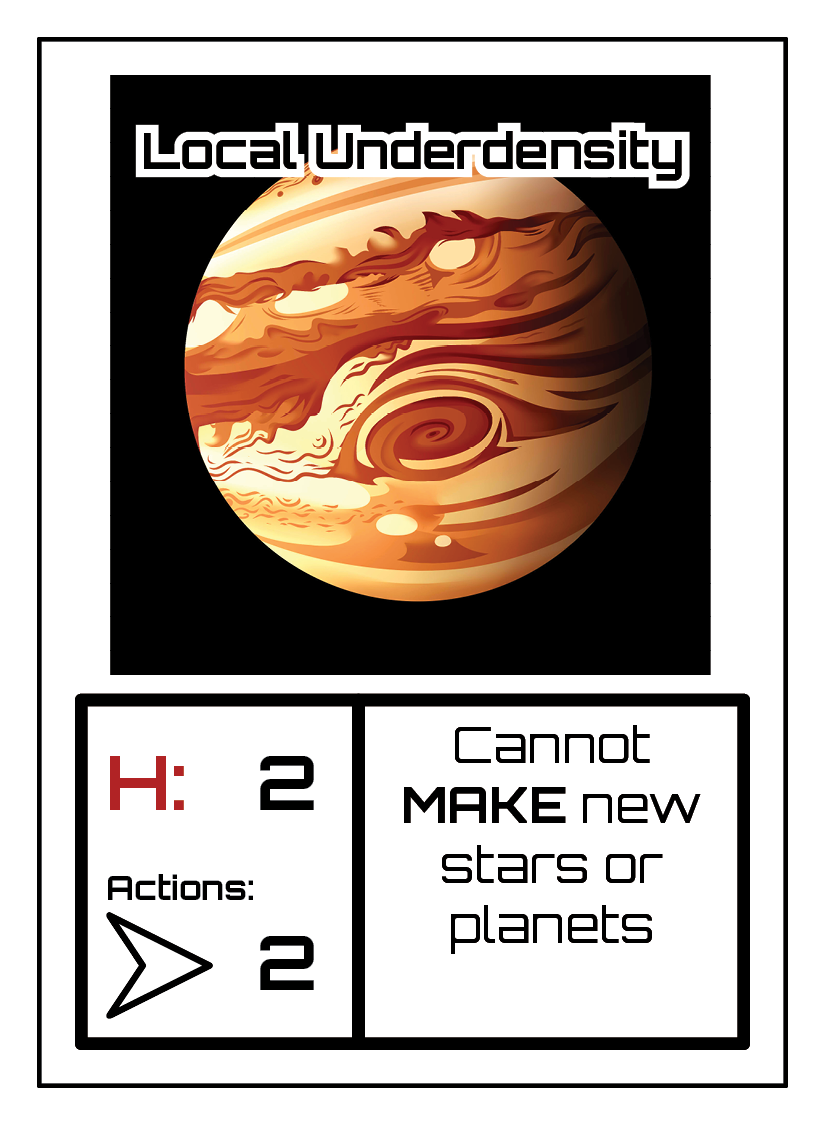 Local Underdensity
H: 2
Actions:
2
Cannot
MAKE new
stars or
planets